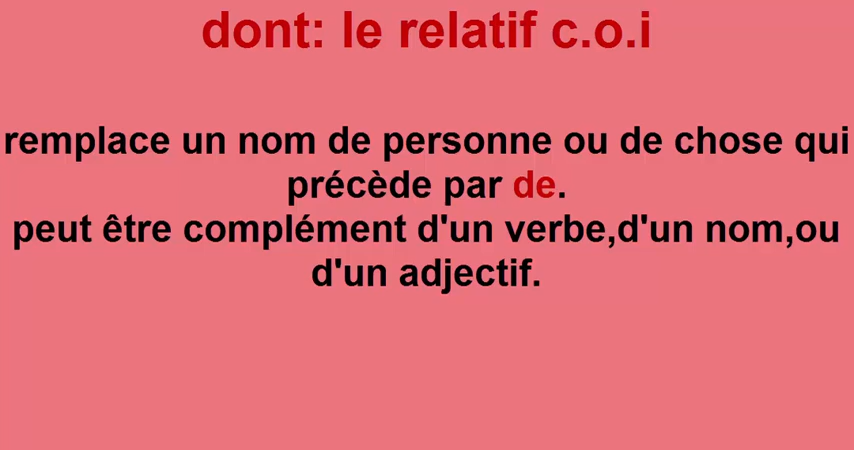 dont: le relatif c.o.i
remplace un nom de personne ou de chose qui
précède par de.
peut être complément d'un verbe,d'un nom,ou
d'un adjectif.